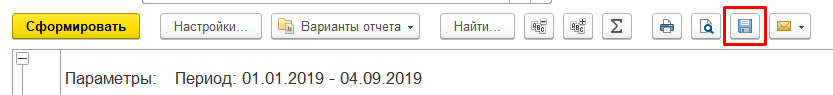 Сформировать Настройки... Варианты отчета Найти... Σ
Параметры: Период: 01.01.2019 - 04.09.2019